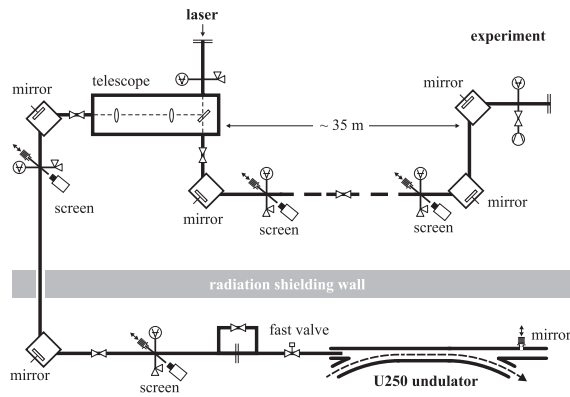 laser
experiment
telescope
mirror
mirror
~ 35 m
screen
mirror
screen
screen
mirror
radiation shielding wall
fast valve
mirror
mirror
screen
U250 undulator